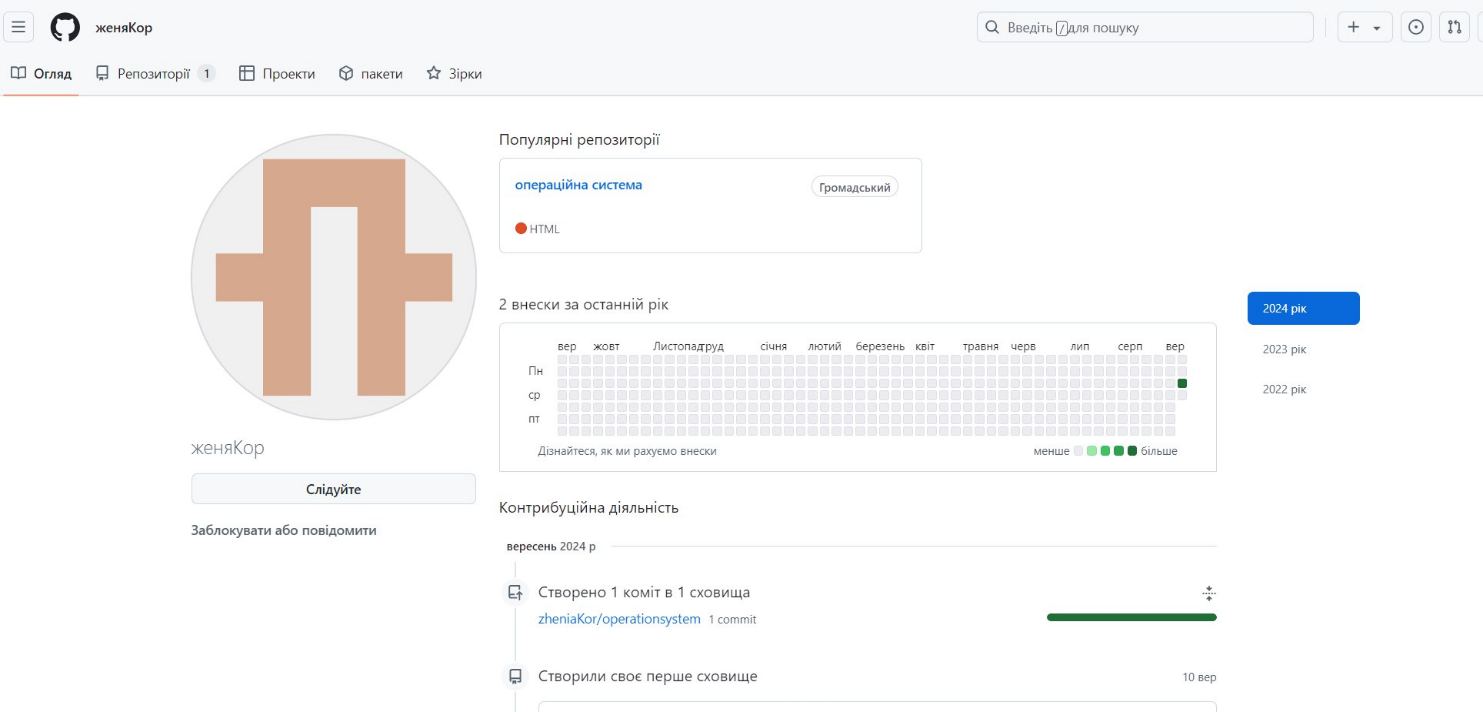 женяКор
Введіть / для пошуку
Огляд
Репозиторії 1
Проекти
пакети
Зірки
Популярні репозиторії
операційна система
Громадський
HTML
2 внески за останній рік
2024 рік
2023 рік
2022 рік
вер жовт Листопад груд січня лютий березень квіт травня черв лип серп вер
Пн
ср
пт
Дізнайтеся, як ми рахуємо внески
менше більше
женяКор
Слідуйте
Заблокувати або повідомити
Контрибуційна діяльність
вересень 2024 р
Створено 1 коміт в 1 сховища
zheniaKor/operationsystem 1 commit
Створили своє перше сховище
10 вер